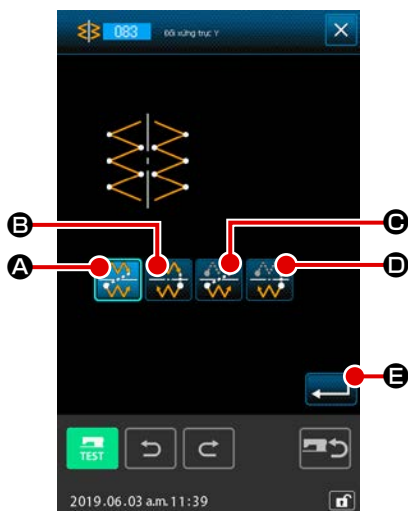 083 Đối xứng trục Y
B
C
A
D
E
TEST
2019.06.03 a.m.11:39